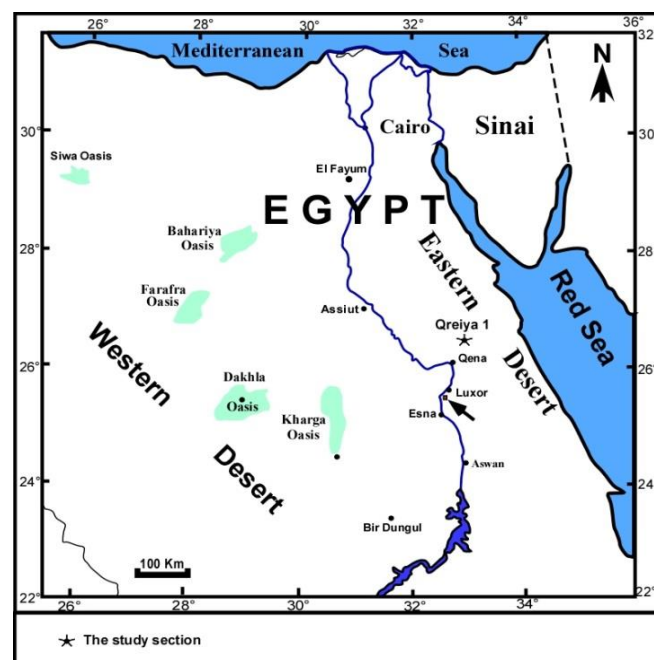 26° 28° 30° 32° 34° 36°
32°
32°
Mediterranean Sea
N
30°
30°
Cairo
Sinai
Siwa Oasis
El Fayum
EGYPT
28°
28°
Bahariya
Oasis
Eastern
Desert
Red Sea
Farafra
Oasis
Assiut
Qreiya 1
26°
26°
Qena
Western
Desert
Dakhla
Oasis
Luxor
Kharga
Oasis
Esna
24°
24°
Aswan
Bir Dungul
100 Km
22°
22°
26° 28° 30° 32° 34°
The study section